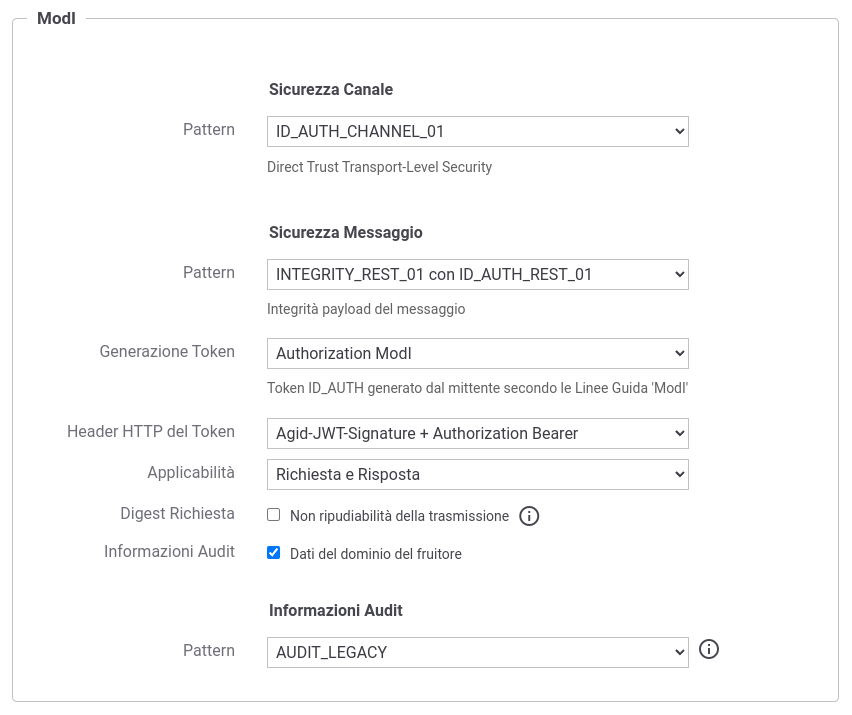 ModI
Sicurezza Canale
Pattern ID_AUTH_CHANNEL_01
Direct Trust Transport-Level Security
Sicurezza Messaggio
Pattern INTEGRITY_REST_01 con ID_AUTH_REST_01
Integrità payload del messaggio
Generazione Token Authorization ModI
Token ID_AUTH generato dal mittente secondo le Linee Guida 'ModI'
Header HTTP del Token Agid-JWT-Signature + Authorization Bearer
Applicabilità Richiesta e Risposta
Digest Richiesta Non ripudiabilità della trasmissione
Informazioni Audit Dati del dominio del fruitore
Informazioni Audit
Pattern AUDIT_LEGACY